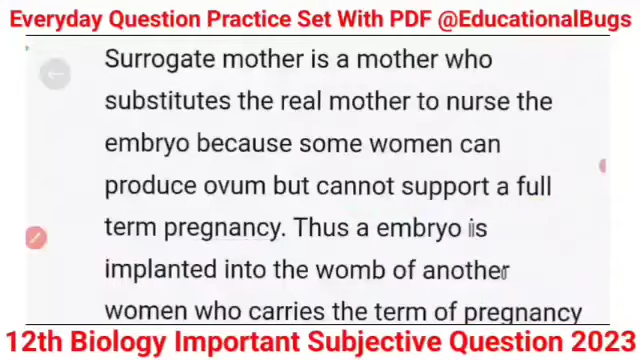 Everyday Question Practice Set With PDF @EducationalBugs
Surrogate mother is a mother who
substitutes the real mother to nurse the
embryo because some women can
produce ovum but cannot support a full
term pregnancy. Thus a embryo is
implanted into the womb of another
women who carries the term of pregnancy
12th Biology Important Subjective Question 2023